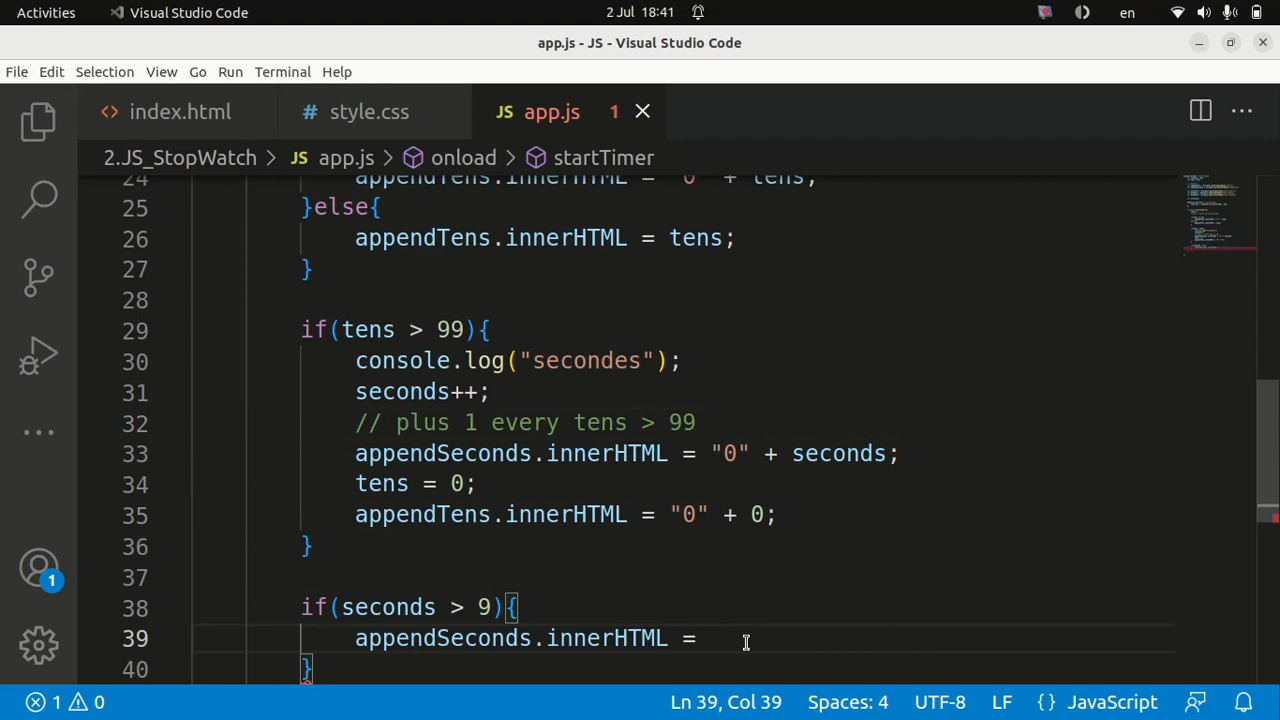 Activities Visual Studio Code 2 Jul 18:41 en
app.js - JS - Visual Studio Code
File Edit Selection View Go Run Terminal Help
<> index.html # style.css JS app.js 1
2.JS_StopWatch > JS app.js > onload > startTimer
24 appendTens.innerHTML = "0" + tens;
25 }else{
26 appendTens.innerHTML = tens;
27 }
28
29 if(tens > 99){
30 console.log("secondes");
31 seconds++;
32 // plus 1 every tens > 99
33 appendSeconds.innerHTML = "0" + seconds;
34 tens = 0;
35 appendTens.innerHTML = "0" + 0;
36 }
37
38 if(seconds > 9){
39 appendSeconds.innerHTML =
40 }
1
1 0 Ln 39, Col 39 Spaces: 4 UTF-8 LF {} JavaScript